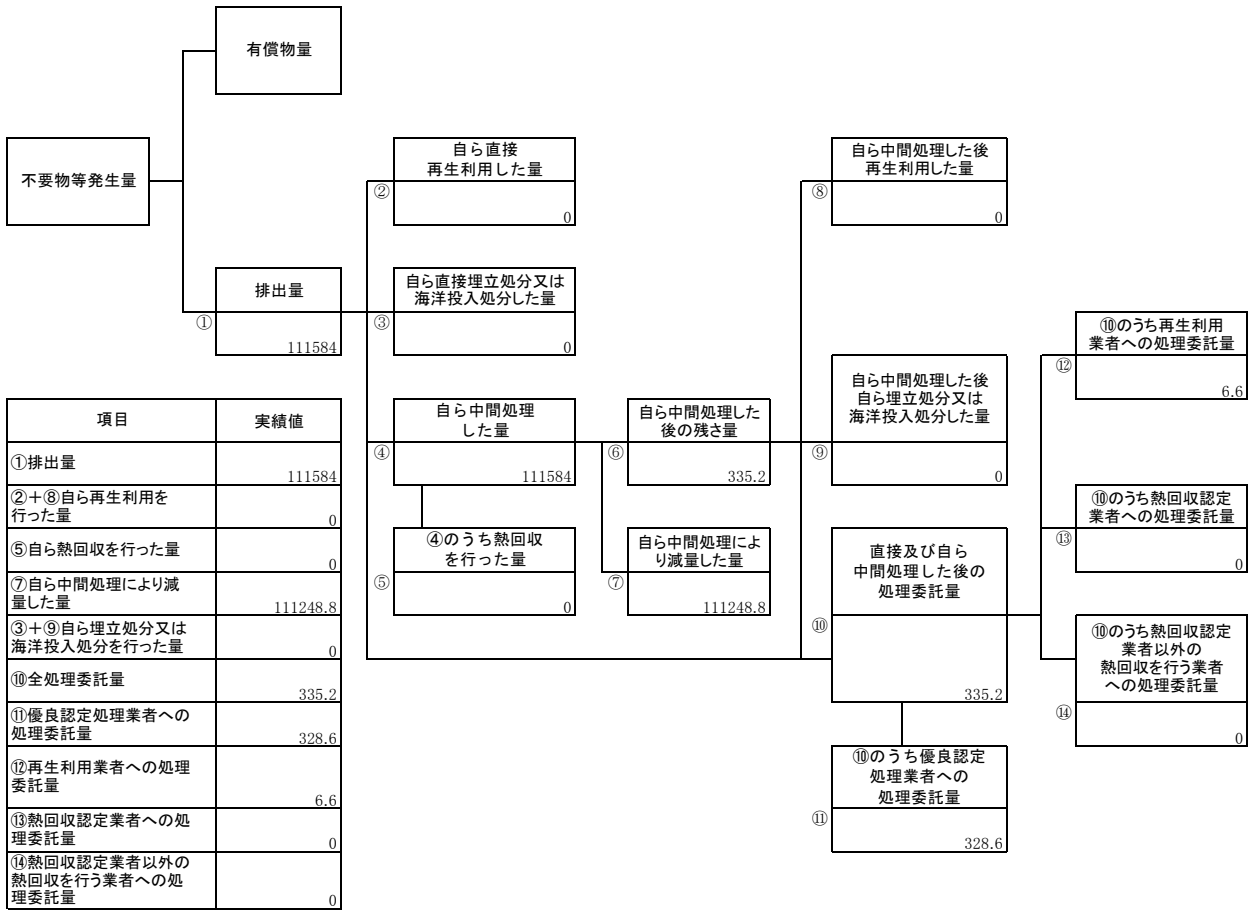 有償物量
不要物等発生量
排出量
①
111584
自ら直接
再生利用した量
②
0
自ら直接埋立処分又は
海洋投入処分した量
③
0
自ら中間処理
した量
④
111584
④のうち熱回収
を行った量
⑤
0
自ら中間処理した
後の残さ量
⑥
335.2
自ら中間処理によ
り減量した量
⑦
111248.8
自ら中間処理した後
再生利用した量
⑧
0
自ら中間処理した後
自ら埋立処分又は
海洋投入処分した量
⑨
0
直接及び自ら
中間処理した後の
処理委託量
⑩
335.2
⑩のうち優良認定
処理業者への
処理委託量
⑪
328.6
⑩のうち再生利用
業者への処理委託量
⑫
6.6
⑩のうち熱回収認定
業者への処理委託量
⑬
0
⑩のうち熱回収認定
業者以外の
熱回収を行う業者
への処理委託量
⑭
0
項目 実績値
①排出量
111584
②+⑧自ら再生利用を
行った量
0
⑤自ら熱回収を行った量
0
⑦自ら中間処理により減
量した量
111248.8
③+⑨自ら埋立処分又は
海洋投入処分を行った量
0
⑩全処理委託量
335.2
⑪優良認定処理業者への
処理委託量
328.6
⑫再生利用業者への処理
委託量
6.6
⑬熱回収認定業者への処
理委託量
0
⑭熱回収認定業者以外の
熱回収を行う業者への処
理委託量
0